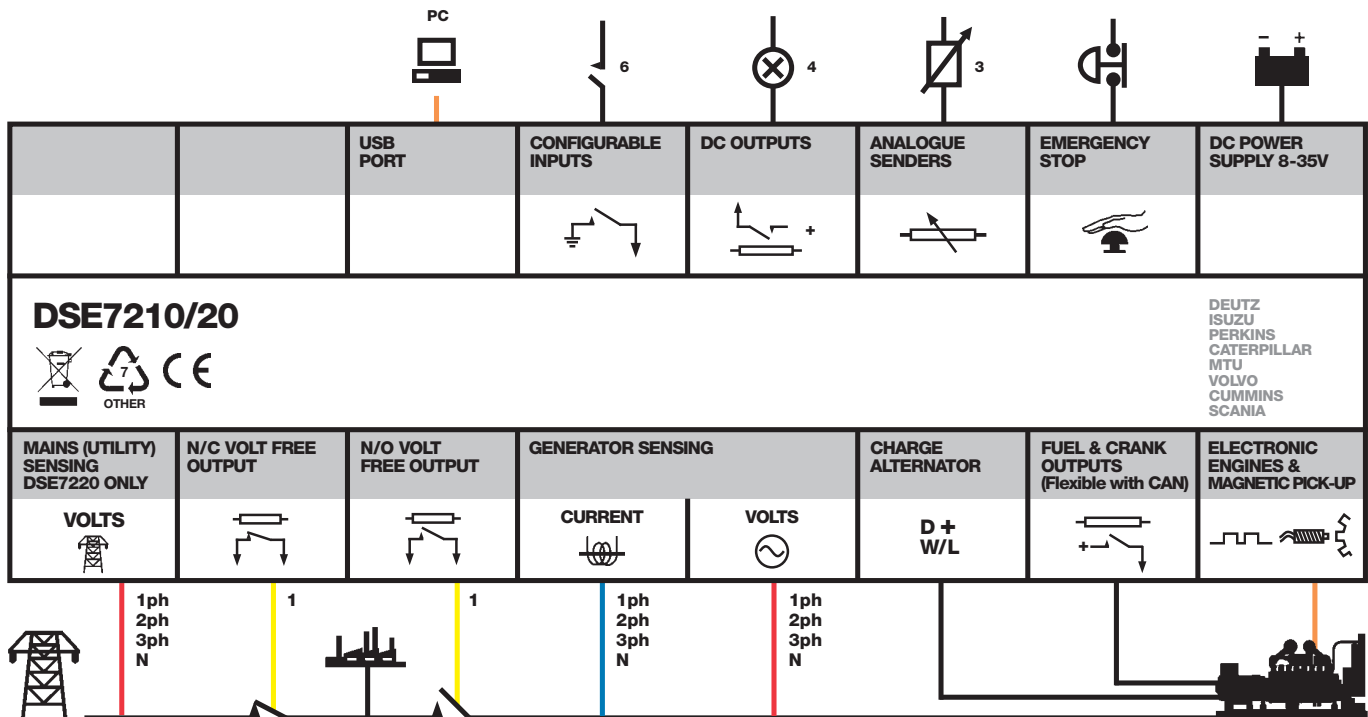 PC
6
4
3
- +
USB
PORT
CONFIGURABLE
INPUTS
DC OUTPUTS
ANALOGUE
SENDERS
EMERGENCY
STOP
DC POWER
SUPPLY 8-35V
+
DSE7210/20
7
OTHER
CE
DEUTZ
ISUZU
PERKINS
CATERPILLAR
MTU
VOLVO
CUMMINS
SCANIA
MAINS (UTILITY)
SENSING
DSE7220 ONLY
VOLTS
N/C VOLT FREE
OUTPUT
N/O VOLT
FREE OUTPUT
GENERATOR SENSING
CURRENT
VOLTS
CHARGE
ALTERNATOR
D+
W/L
FUEL & CRANK
OUTPUTS
(Flexible with CAN)
+
ELECTRONIC
ENGINES &
MAGNETIC PICK-UP
1ph
2ph
3ph
N
1
1
1ph
2ph
3ph
N
1ph
2ph
3ph
N